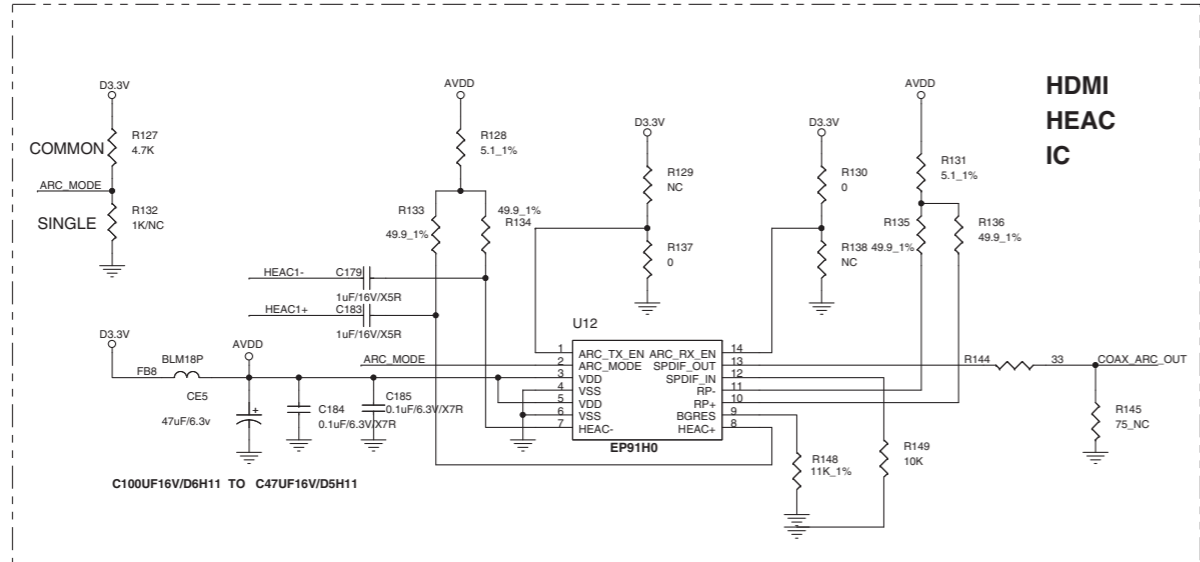 HDMI
HEAC
IC
D3.3V
R127
4.7K
COMMON
ARC_MODE
R132
1K/NC
SINGLE
AVDD
R128
5.1_1%
R133
49.9_1%
49.9_1%
R134
D3.3V
R129
NC
R137
0
D3.3V
R130
0
R138
NC
AVDD
R131
5.1_1%
R135
49.9_1%
R136
49.9_1%
HEAC1-
C179
1uF/16V/X5R
HEAC1+
C183
1uF/16V/X5R
D3.3V
BLM18P
FB8
AVDD
CE5
47uF/6.3v
C184
0.1uF/6.3V/X7R
C185
0.1uF/6.3V/X7R
ARC_MODE
U12
1 ARC_TX_EN ARC_RX_EN 14
2 ARC_MODE SPDIF_OUT 13
3 VDD SPDIF_IN 12
4 VSS RP- 11
5 VDD RP+ 10
6 VSS BGRES 9
7 HEAC- HEAC+ 8
EP91H0
R144
33
COAX_ARC_OUT
R145
75_NC
R148
11K_1%
R149
10K
C100UF16V/D6H11 TO C47UF16V/D5H11